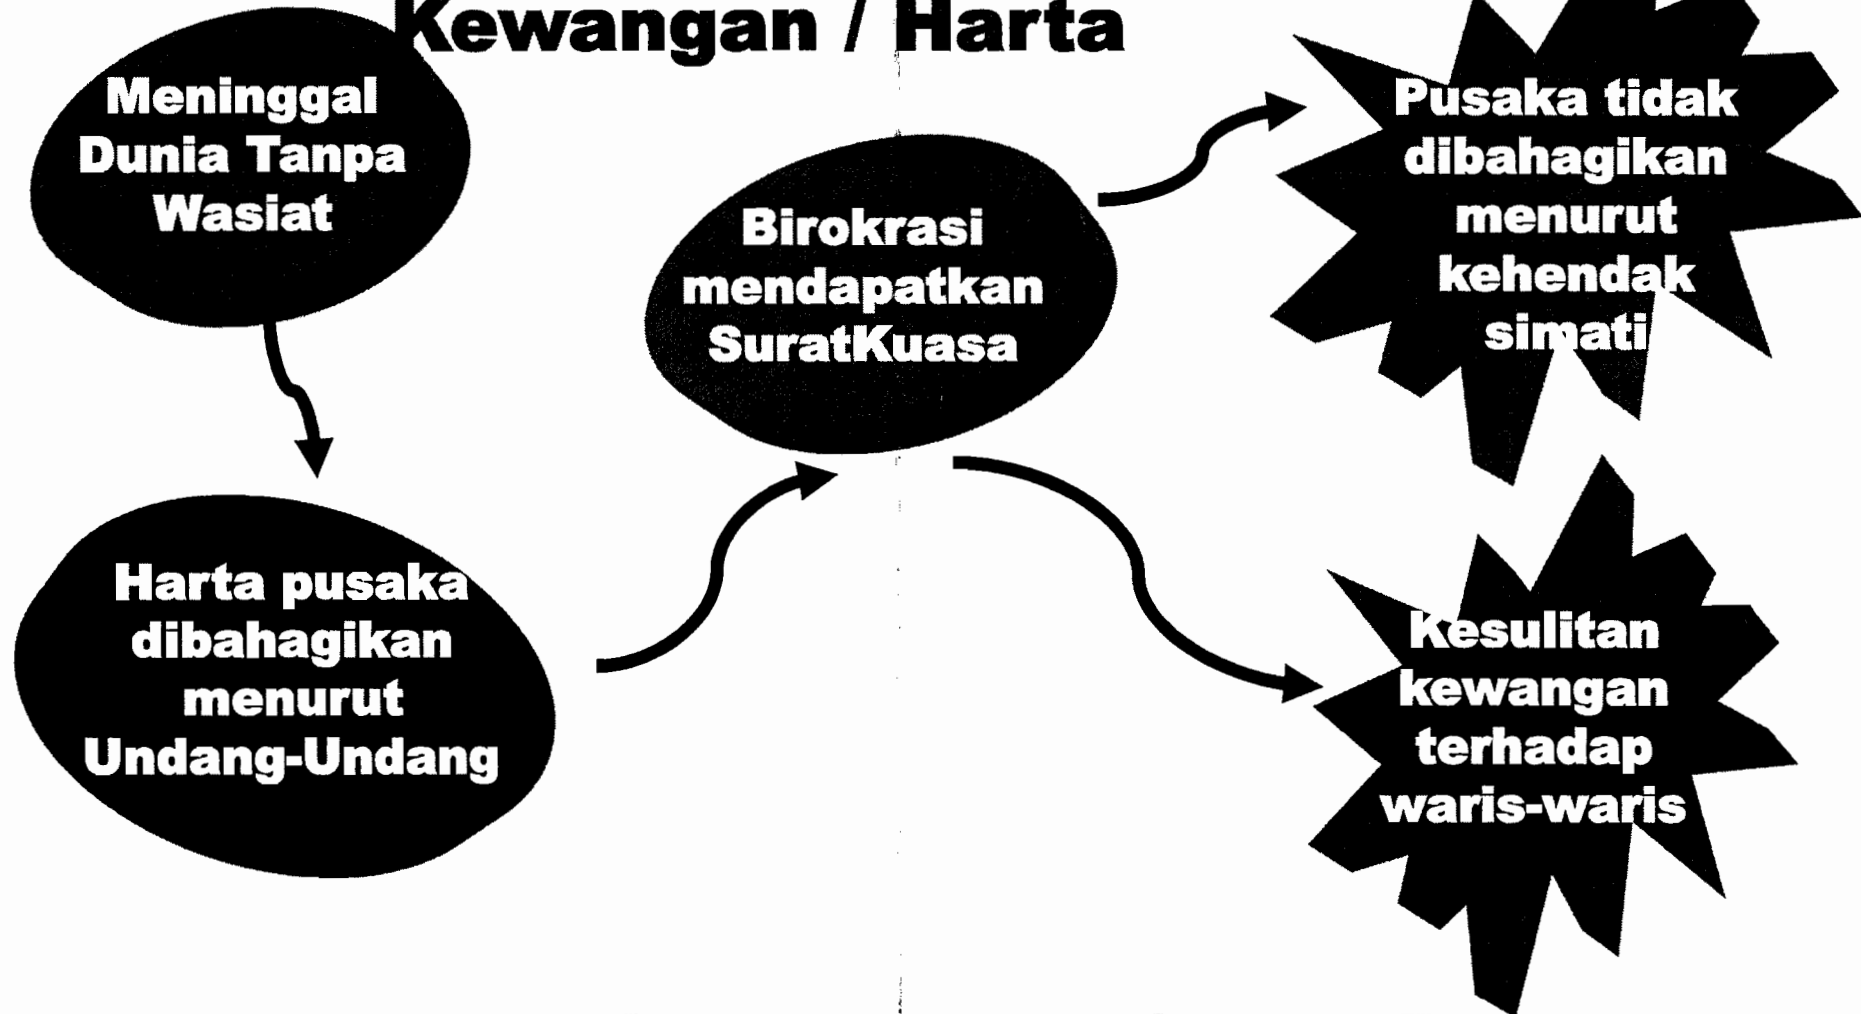 Kewangan / Harta
Meninggal
Dunia Tanpa
Wasiat
Harta pusaka
dibahagikan
menurut
Undang-Undang
Birokrasi
mendapatkan
SuratKuasa
Pusaka tidak
dibahagikan
menurut
kehendak
simati
Kesulitan
kewangan
terhadap
waris-waris